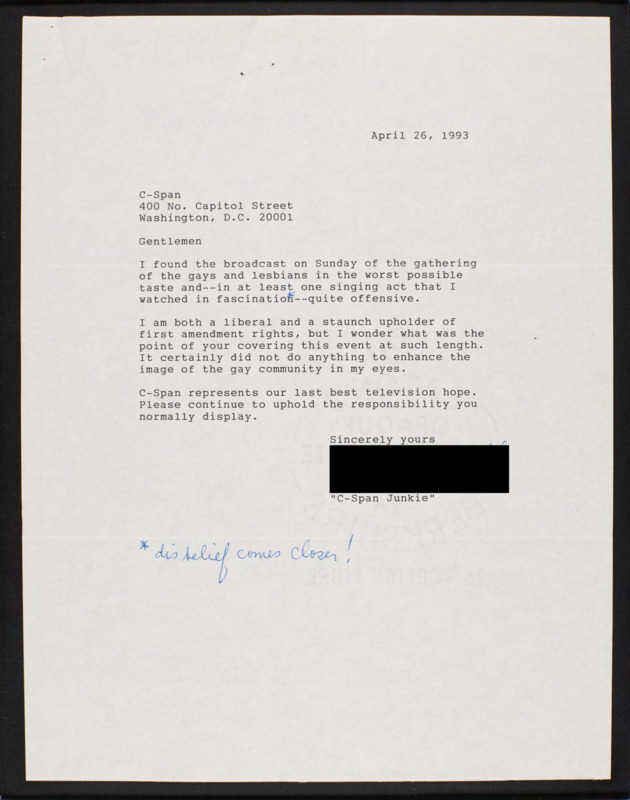 April 26, 1993
C-Span
400 No. Capitol Street
Washington, D.C. 20001
Gentlemen
I found the broadcast on Sunday of the gathering
of the gays and lesbians in the worst possible
taste and--in at least one singing act that I
watched in fascination*--quite offensive.
I am both a liberal and a staunch upholder of
first amendment rights, but I wonder what was the
point of your covering this event at such length.
It certainly did not do anything to enhance the
image of the gay community in my eyes.
C-Span represents our last best television hope.
Please continue to uphold the responsibility you
normally display.
Sincerely yours
"C-Span Junkie"
* disbelief comes closer!